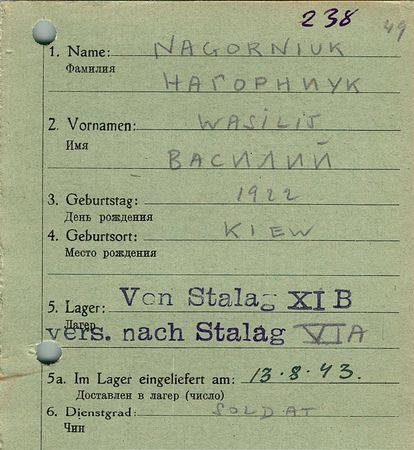 238 49
1. Name: NAGORNIUK
Фамилия
НАГОРНИУК
2. Vornamen: WASILIJ
Имя
ВАСИЛИЙ
3. Geburtstag: 1922
День рождения
4. Geburtsort: KIEW
Место рождения
5. Lager: Von Stalag XI B
Лагер
vers. nach Stalag VIA
5a. Im Lager eingeliefert am: 13.8.43.
Доставлен в лагер (число)
6. Dienstgrad: SOLDAT
Чин